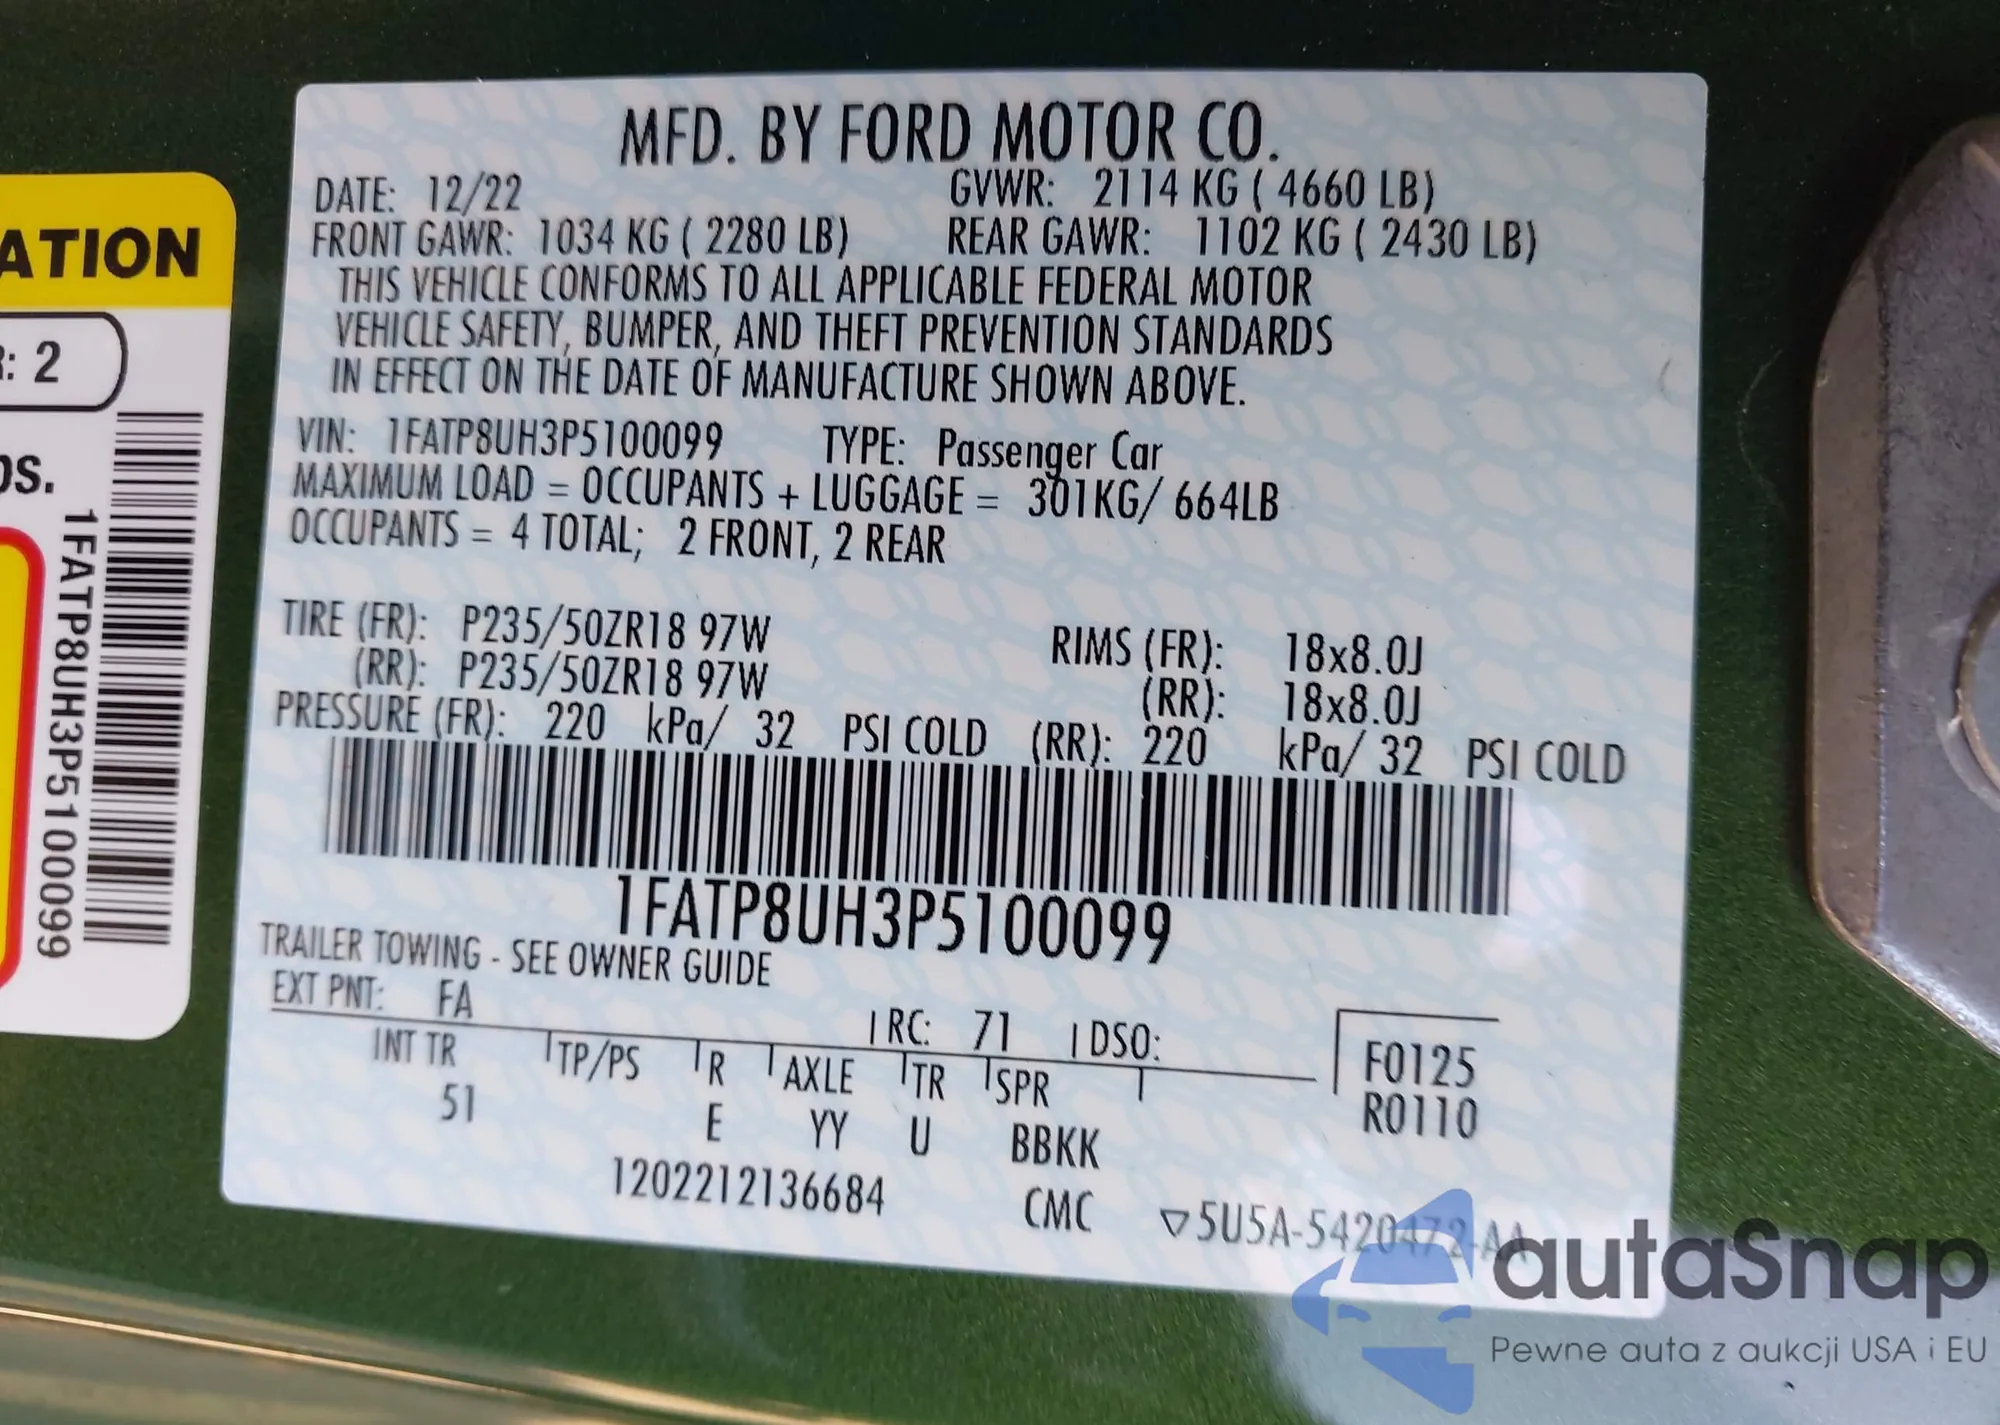 MFD. BY FORD MOTOR CO.
DATE: 12/22 GVWR: 2114 KG ( 4660 LB)
FRONT GAWR: 1034 KG ( 2280 LB) REAR GAWR: 1102 KG ( 2430 LB)
THIS VEHICLE CONFORMS TO ALL APPLICABLE FEDERAL MOTOR
VEHICLE SAFETY, BUMPER, AND THEFT PREVENTION STANDARDS
IN EFFECT ON THE DATE OF MANUFACTURE SHOWN ABOVE.
VIN: 1FATP8UH3P5100099 TYPE: Passenger Car
MAXIMUM LOAD = OCCUPANTS + LUGGAGE = 301KG/ 664LB
OCCUPANTS = 4 TOTAL; 2 FRONT, 2 REAR
TIRE (FR): P235/50ZR18 97W RIMS (FR): 18x8.0J
(RR): P235/50ZR18 97W (RR): 18x8.0J
PRESSURE (FR): 220 kPa/ 32 PSI COLD (RR): 220 kPa/ 32 PSI COLD
1FATP8UH3P5100099
TRAILER TOWING - SEE OWNER GUIDE
EXT PNT: FA RC: 71 DSO:
INT TR TP/PS R AXLE TR SPR F0125
51 E YY U BBKK R0110
1202212136684 CMC ▽5U5A-5420472-AA
ATION
: 2
os.
1FATP8UH3P5100099
autaSnap
Pewne auta z aukcji USA i EU